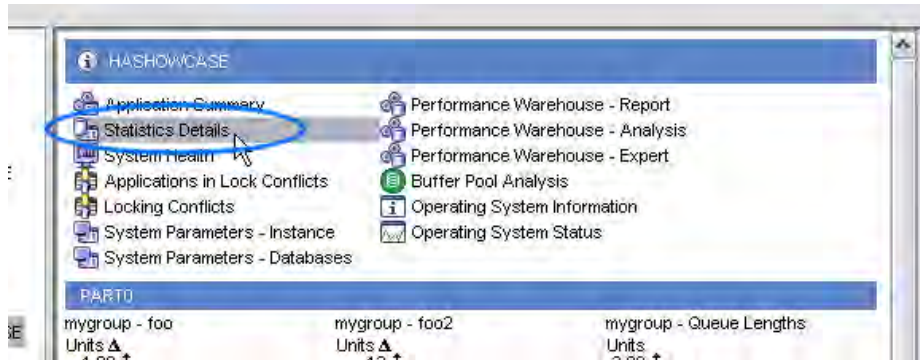 HASHOWCASE
Application Summary
Statistics Details
System Health
Applications in Lock Conflicts
Locking Conflicts
System Parameters - Instance
System Parameters - Databases
Performance Warehouse - Report
Performance Warehouse - Analysis
Performance Warehouse - Expert
Buffer Pool Analysis
Operating System Information
Operating System Status
PART0
mygroup - foo
Units
mygroup - foo2
Units
mygroup - Queue Lengths
Units